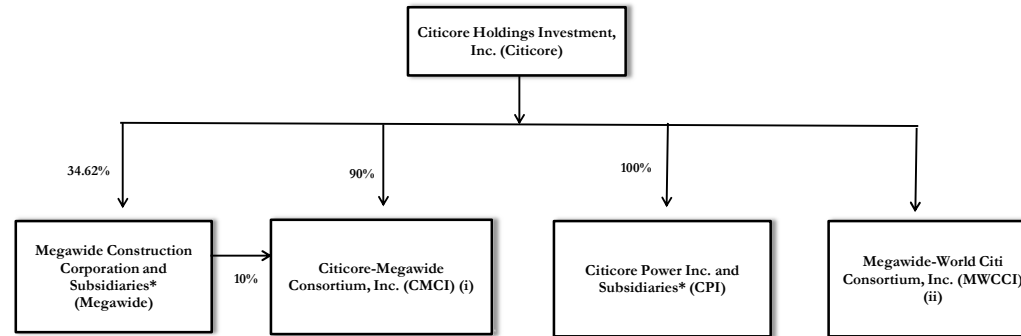 Citicore Holdings Investment,
Inc. (Citicore)
34.62%
90%
100%
Megawide Construction
Corporation and
Subsidiaries*
(Megawide)
10%
Citicore-Megawide
Consortium, Inc. (CMCI) (i)
Citicore Power Inc. and
Subsidiaries* (CPI)
Megawide-World Citi
Consortium, Inc. (MWCCI)
(ii)